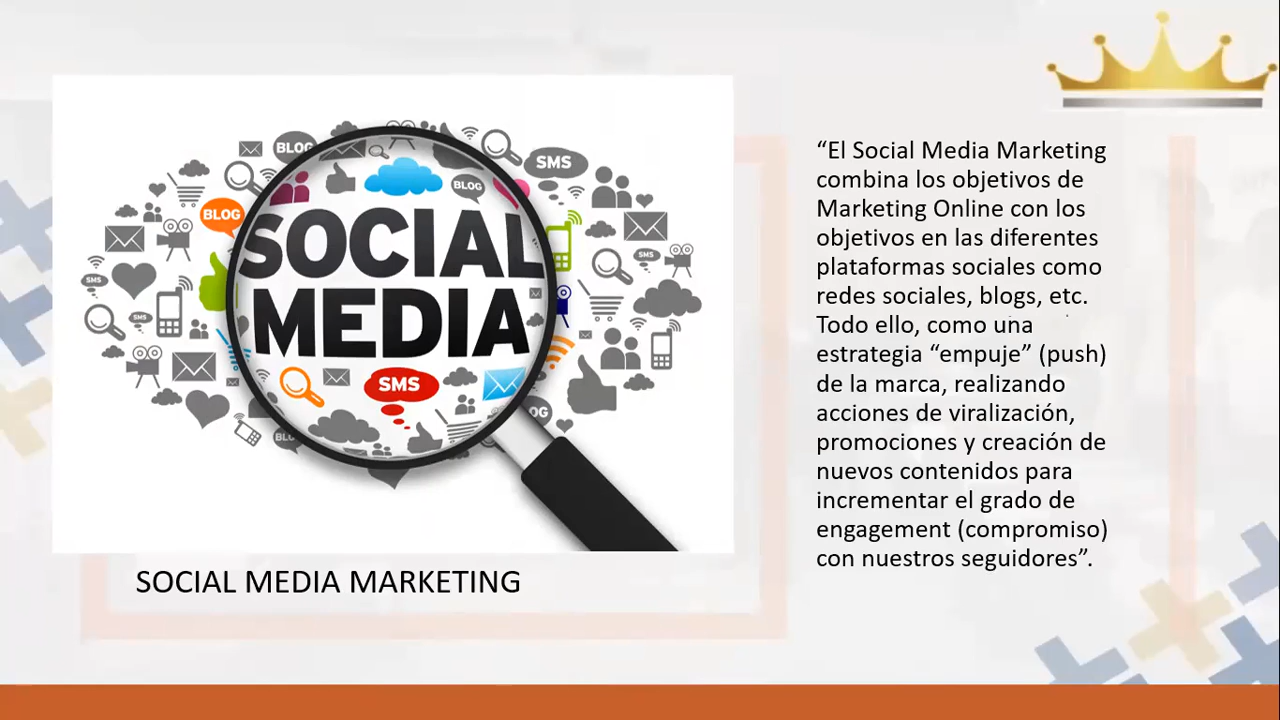 BLOG
SMS
BLOG
BLOG
SOCIAL
MEDIA
SMS
SMS
SMS
SMS
SOCIAL MEDIA MARKETING
“El Social Media Marketing
combina los objetivos de
Marketing Online con los
objetivos en las diferentes
plataformas sociales como
redes sociales, blogs, etc.
Todo ello, como una
estrategia “empuje” (push)
de la marca, realizando
acciones de viralización,
promociones y creación de
nuevos contenidos para
incrementar el grado de
engagement (compromiso)
con nuestros seguidores”.